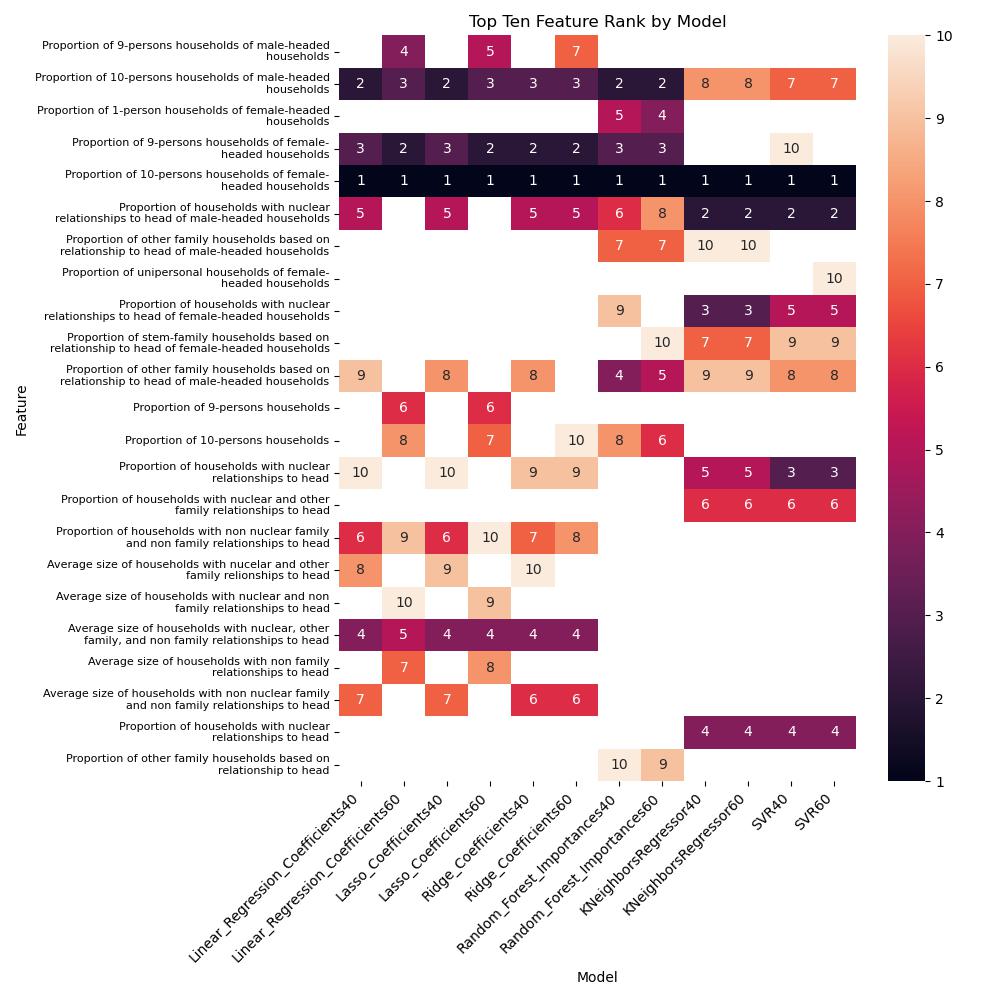 Top Ten Feature Rank by Model
Proportion of 9-persons households of male-headed
households
4 5 7
Proportion of 10-persons households of male-headed
households
2 3 2 3 3 3 2 2 8 8 7 7
Proportion of 1-person households of female-headed
households
5 4
Proportion of 9-persons households of female-
headed households
3 2 3 2 2 2 3 3 10
Proportion of 10-persons households of female-
headed households
1 1 1 1 1 1 1 1 1 1 1 1
Proportion of households with nuclear
relationships to head of male-headed households
5 5 5 5 6 8 2 2 2 2
Proportion of other family households based on
relationship to head of male-headed households
7 7 10 10
Proportion of unipersonal households of female-
headed households
10
Proportion of households with nuclear
relationships to head of female-headed households
9 3 3 5 5
Proportion of stem-family households based on
relationship to head of female-headed households
10 7 7 9 9
Proportion of other family households based on
relationship to head of male-headed households
9 8 8 4 5 9 9 8 8
Proportion of 9-persons households
6 6
Proportion of 10-persons households
8 7 10 8 6
Proportion of households with nuclear
relationships to head
10 10 9 9 5 5 3 3
Proportion of households with nuclear and other
family relationships to head
6 6 6 6
Proportion of households with non nuclear family
and non family relationships to head
6 9 6 10 7 8
Average size of households with nucelar and other
family relionships to head
8 9 10
Average size of households with nuclear and non
family relationships to head
10 9
Average size of households with nuclear, other
family, and non family relationships to head
4 5 4 4 4 4
Average size of households with non family
relationships to head
7 8
Average size of households with non nuclear family
and non family relationships to head
7 7 6 6
Proportion of households with nuclear
relationships to head
4 4 4 4
Proportion of other family households based on
relationship to head
10 9
Feature
Linear_Regression_Coefficients40
Linear_Regression_Coefficients60
Lasso_Coefficients40
Lasso_Coefficients60
Ridge_Coefficients40
Ridge_Coefficients60
Random_Forest_Importances40
Random_Forest_Importances60
KNeighborsRegressor40
KNeighborsRegressor60
SVR40
SVR60
Model
10
9
8
7
6
5
4
3
2
1